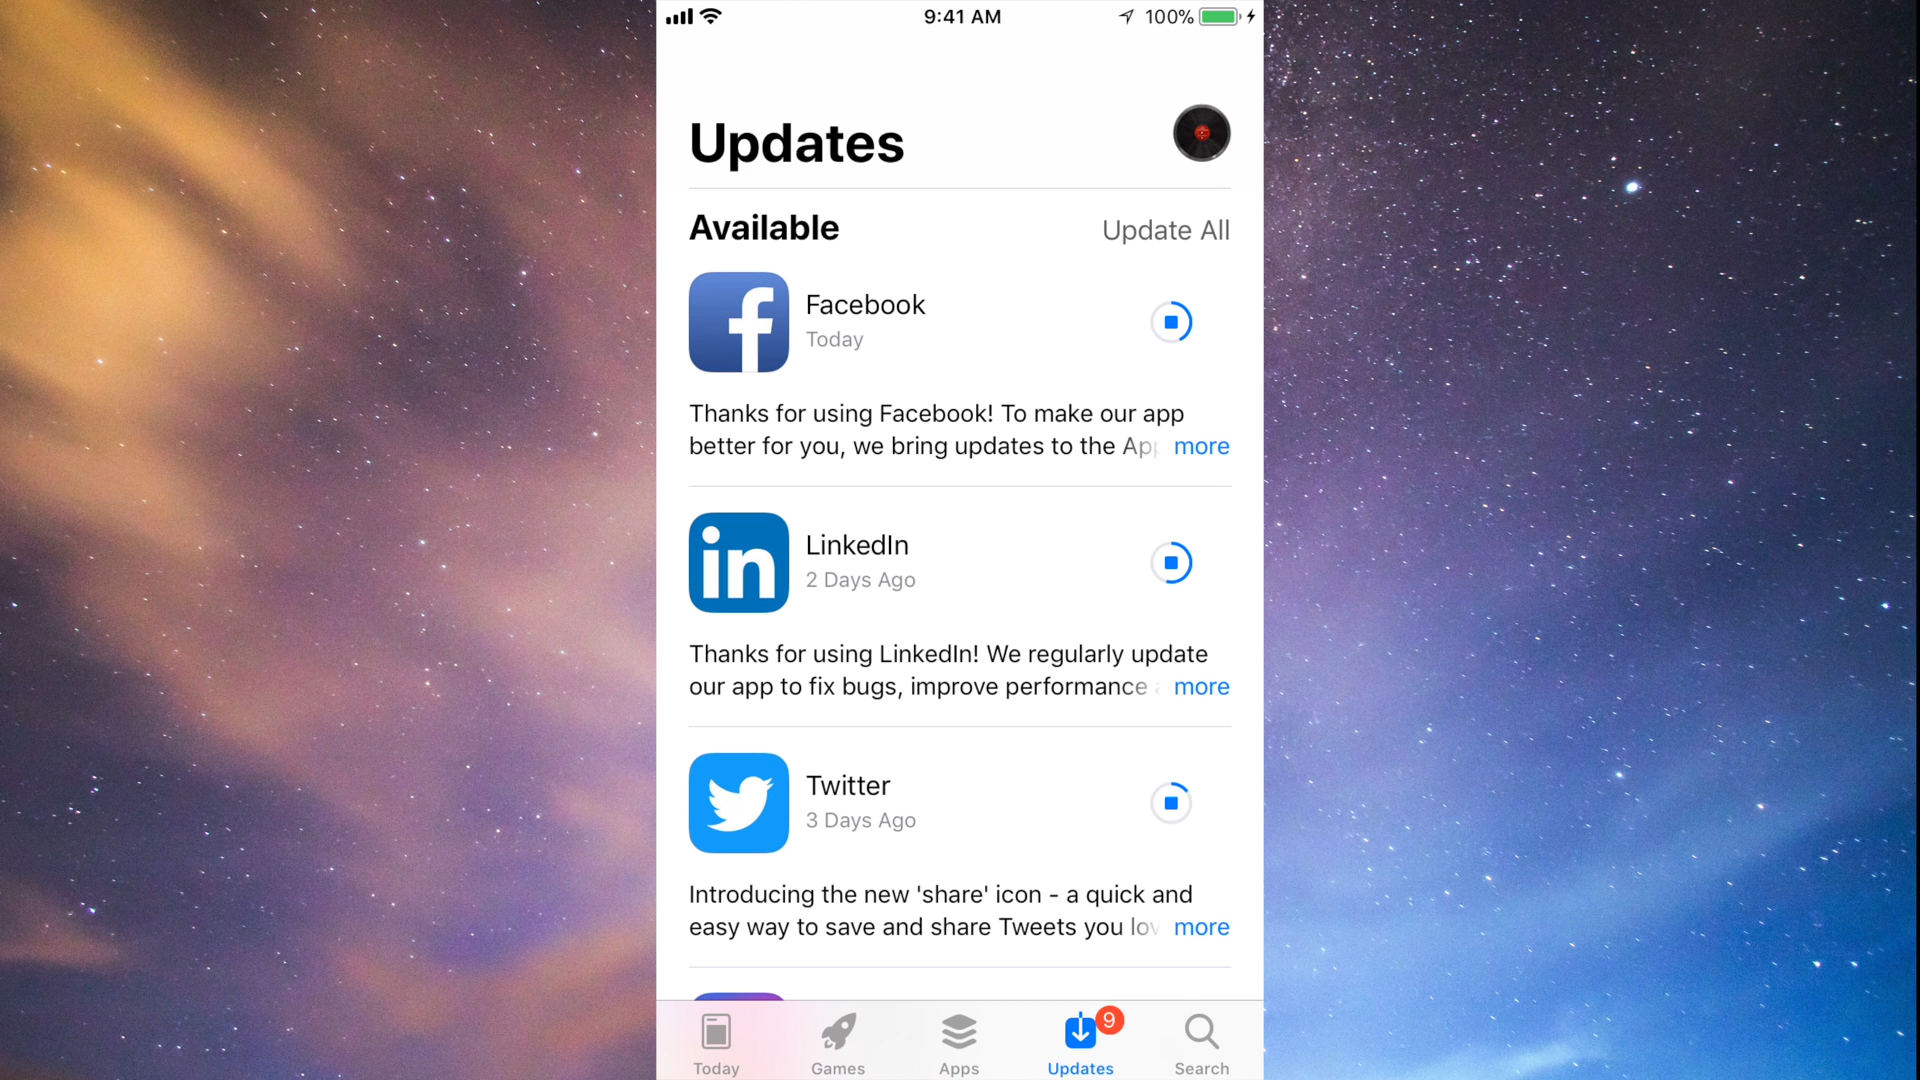 9:41 AM
100%
Updates
Available
Update All
Facebook
Today
Thanks for using Facebook! To make our app
better for you, we bring updates to the App more
in
LinkedIn
2 Days Ago
Thanks for using LinkedIn! We regularly update
our app to fix bugs, improve performance more
Twitter
3 Days Ago
Introducing the new 'share' icon - a quick and
easy way to save and share Tweets you lov more
9
Today
Games
Apps
Updates
Search